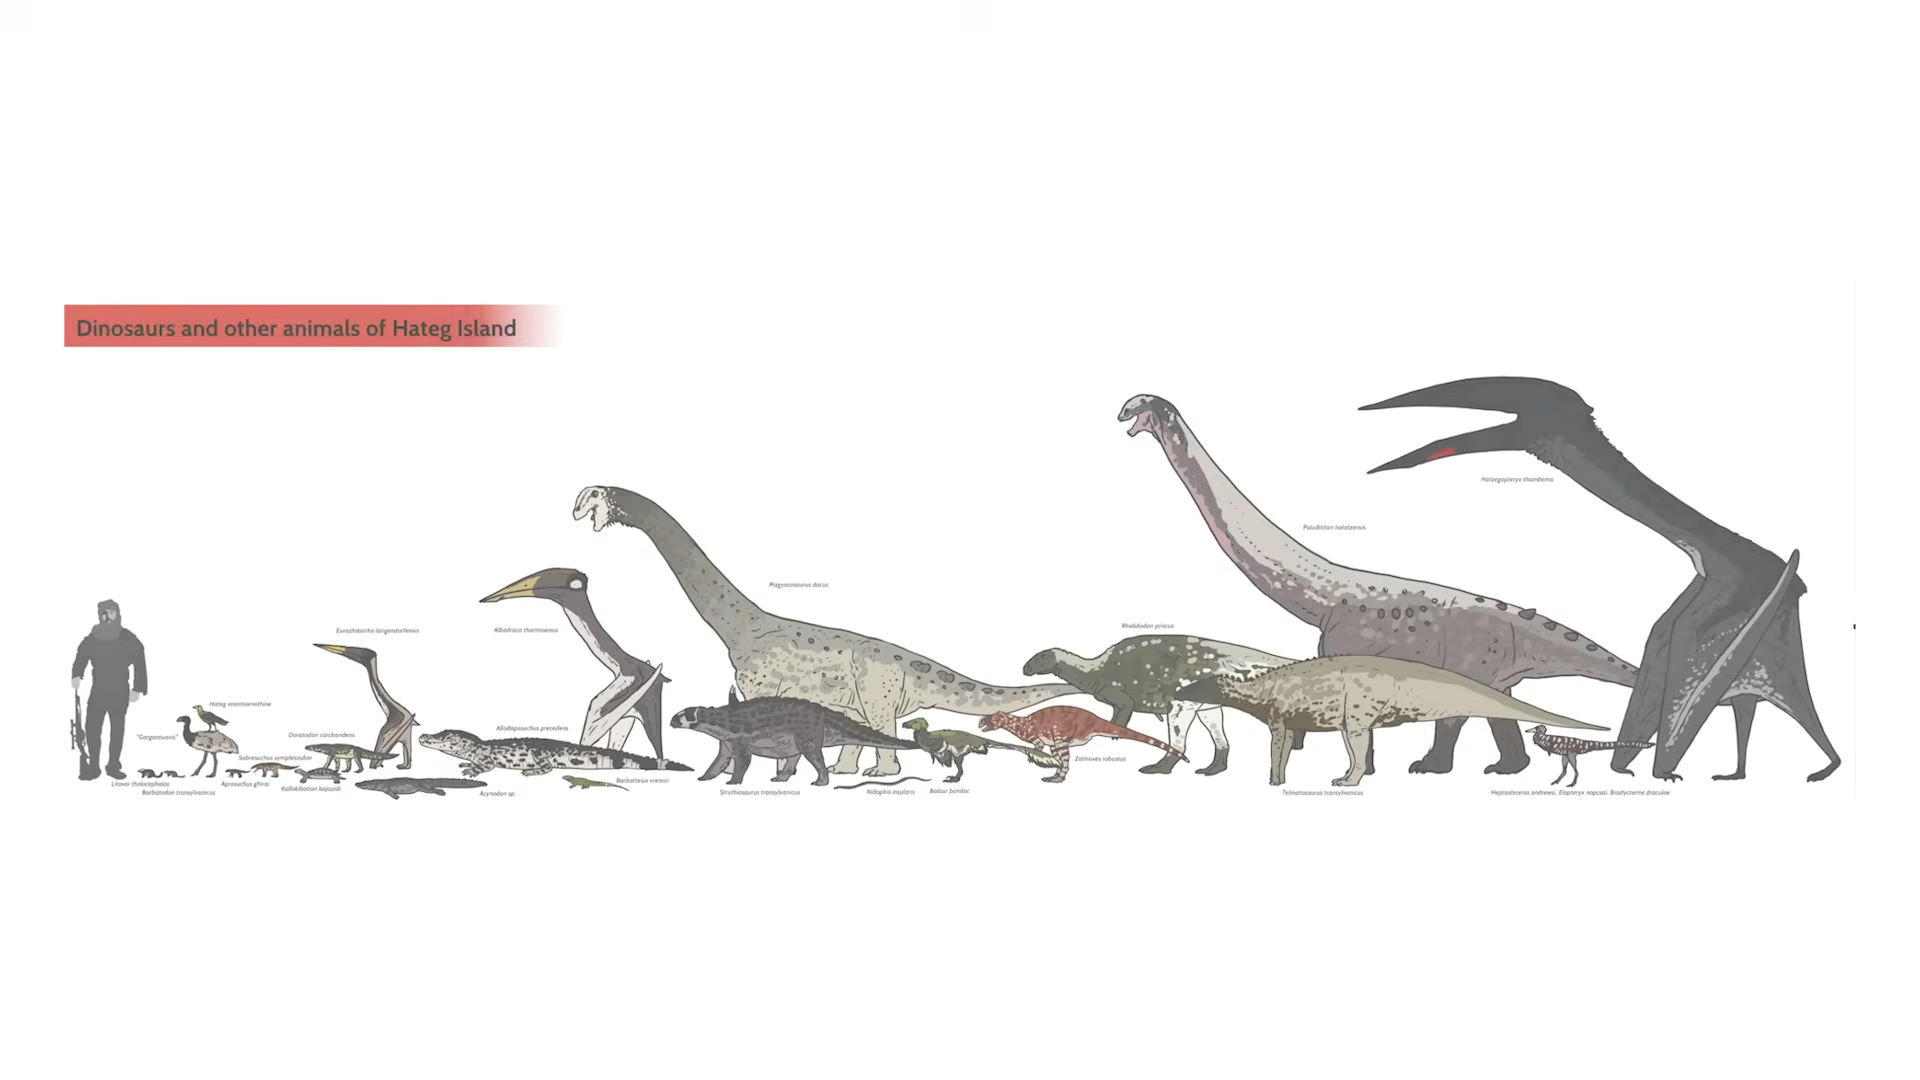 Dinosaurs and other animals of Hateg Island
Hatzegopteryx thambema
Paludititan nalatzensis
Magyarosaurus dacus
Rhabdodon priscus
Eurazhdarcho langendorfensis
Albadraco tharmisensis
Hateg enantiornithine
"Gargantuavis"
Allodaposuchus precedens
Doratodon carcharidens
Sabresuchus sympiestodon
Zalmoxes robustus
Litovoi tholocephalos
Aprosuchus ghirai
Kallokibotion bajazidi
Barbatteius vremiri
Barbatodon transylvanicus
Acynodon sp.
Struthiosaurus transylvanicus
Nidophis insularis
Balaur bondoc
Telmatosaurus transylvanicus
Heptasteornis andrewsi, Elopteryx nopcsai, Bradycneme draculae